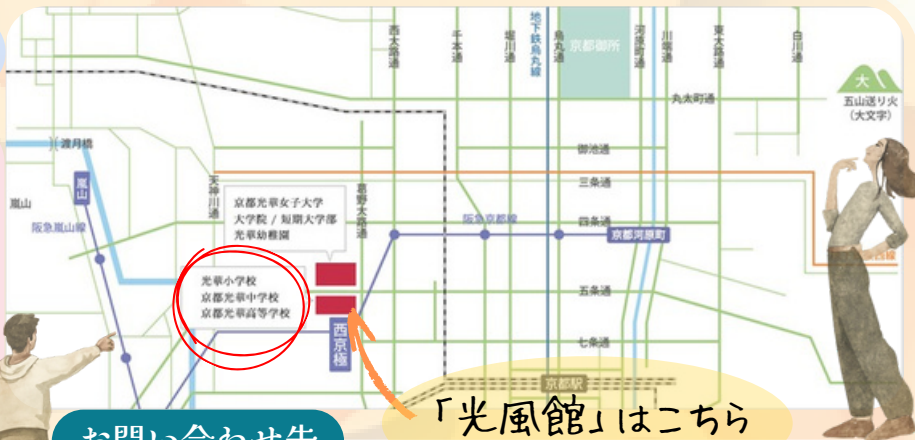 西大路通
千本通
堀川通
地下鉄烏丸線
烏丸通
京都御所
河原町通
川端通
東大路通
白川通
大
五山送り火
(大文字)
丸太町通
渡月橋
御池通
嵐山
嵐山
天神川通
三条通
京都光華女子大学
大学院 / 短期大学部
光華幼稚園
葛野大路通
阪急嵐山線
阪急京都線
四条通
京都河原町
光華小学校
京都光華中学校
京都光華高等学校
五条通
西京極
七条通
京都駅
「光風館」はこちら
お問い合わせ先